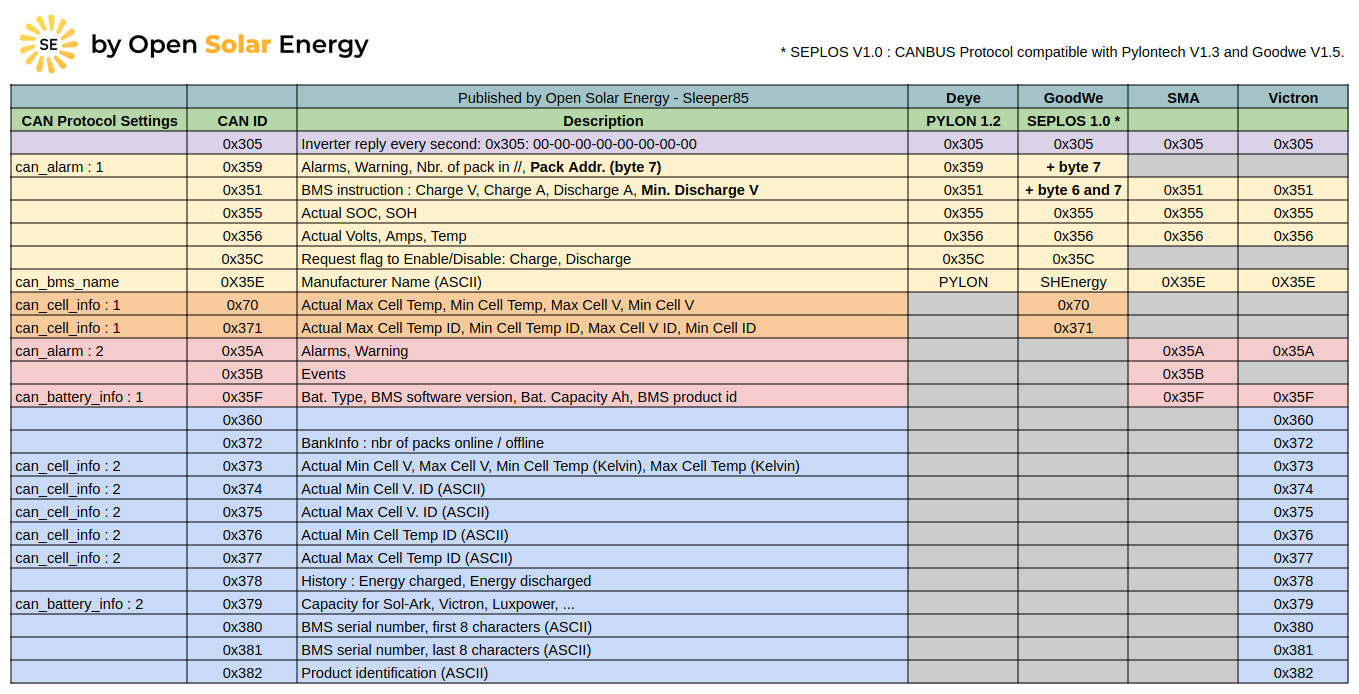 SE by Open Solar Energy
* SEPLOS V1.0 : CANBUS Protocol compatible with Pylontech V1.3 and Goodwe V1.5.
Published by Open Solar Energy - Sleeper85 Deye GoodWe SMA Victron
CAN Protocol Settings CAN ID Description PYLON 1.2 SEPLOS 1.0 *
0x305 Inverter reply every second: 0x305: 00-00-00-00-00-00-00-00 0x305 0x305 0x305 0x305
can_alarm : 1 0x359 Alarms, Warning, Nbr. of pack in //, Pack Addr. (byte 7) 0x359 + byte 7
0x351 BMS instruction : Charge V, Charge A, Discharge A, Min. Discharge V 0x351 + byte 6 and 7 0x351 0x351
0x355 Actual SOC, SOH 0x355 0x355 0x355 0x355
0x356 Actual Volts, Amps, Temp 0x356 0x356 0x356 0x356
0x35C Request flag to Enable/Disable: Charge, Discharge 0x35C 0x35C
can_bms_name 0X35E Manufacturer Name (ASCII) PYLON SHEnergy 0X35E 0X35E
can_cell_info : 1 0x70 Actual Max Cell Temp, Min Cell Temp, Max Cell V, Min Cell V 0x70
can_cell_info : 1 0x371 Actual Max Cell Temp ID, Min Cell Temp ID, Max Cell V ID, Min Cell ID 0x371
can_alarm : 2 0x35A Alarms, Warning 0x35A 0x35A
0x35B Events 0x35B
can_battery_info : 1 0x35F Bat. Type, BMS software version, Bat. Capacity Ah, BMS product id 0x35F 0x35F
0x360 0x360
0x372 BankInfo : nbr of packs online / offline 0x372
can_cell_info : 2 0x373 Actual Min Cell V, Max Cell V, Min Cell Temp (Kelvin), Max Cell Temp (Kelvin) 0x373
can_cell_info : 2 0x374 Actual Min Cell V. ID (ASCII) 0x374
can_cell_info : 2 0x375 Actual Max Cell V. ID (ASCII) 0x375
can_cell_info : 2 0x376 Actual Min Cell Temp ID (ASCII) 0x376
can_cell_info : 2 0x377 Actual Max Cell Temp ID (ASCII) 0x377
0x378 History : Energy charged, Energy discharged 0x378
can_battery_info : 2 0x379 Capacity for Sol-Ark, Victron, Luxpower, ... 0x379
0x380 BMS serial number, first 8 characters (ASCII) 0x380
0x381 BMS serial number, last 8 characters (ASCII) 0x381
0x382 Product identification (ASCII) 0x382